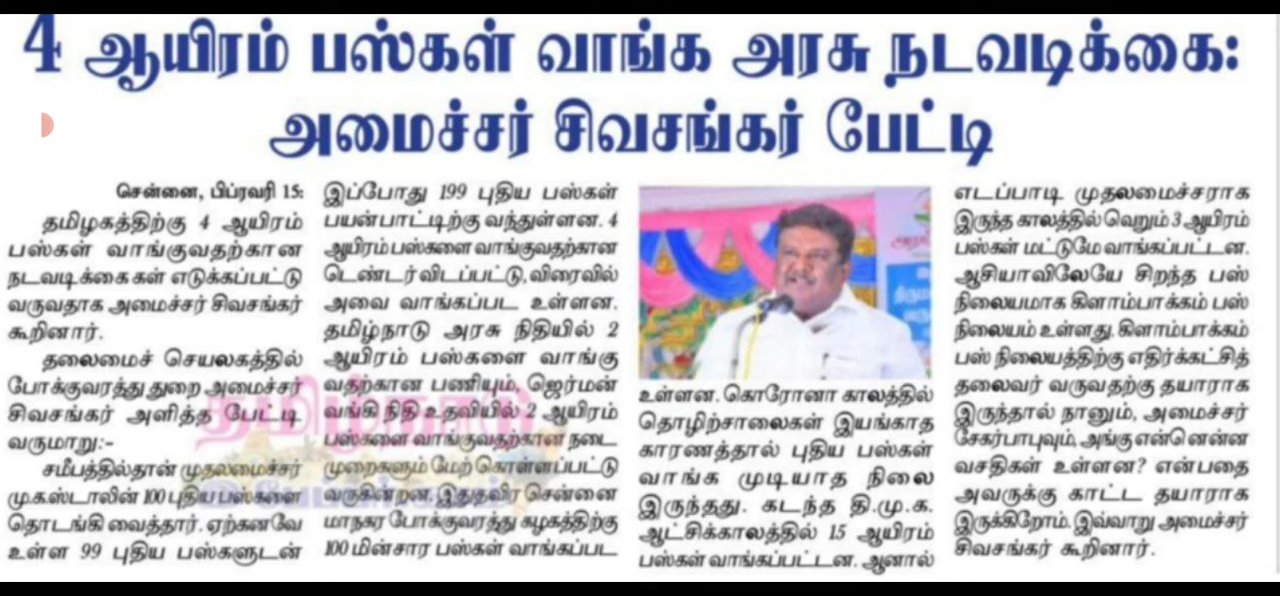 4 ஆயிரம் பஸ்கள் வாங்க அரசு நடவடிக்கை:
அமைச்சர் சிவசங்கர் பேட்டி
சென்னை, பிப்ரவரி 15:
தமிழகத்திற்கு 4 ஆயிரம்
பஸ்கள் வாங்குவதற்கான
நடவடிக்கைகள் எடுக்கப்பட்டு
வருவதாக அமைச்சர் சிவசங்கர்
கூறினார்.
தலைமைச் செயலகத்தில்
போக்குவரத்து துறை அமைச்சர்
சிவசங்கர் அளித்த பேட்டி
வருமாறு:-
சமீபத்தில்தான் முதலமைச்சர்
மு.க.ஸ்டாலின் 100 புதிய பஸ்களை
தொடங்கி வைத்தார். ஏற்கனவே
உள்ள 99 புதிய பஸ்களுடன்
இப்போது 199 புதிய பஸ்கள்
பயன்பாட்டிற்கு வந்துள்ளன. 4
ஆயிரம் பஸ்களை வாங்குவதற்கான
டெண்டர் விடப்பட்டு, விரைவில்
அவை வாங்கப்பட உள்ளன.
தமிழ்நாடு அரசு நிதியில் 2
ஆயிரம் பஸ்களை வாங்கு
வதற்கான பணியும், ஜெர்மன்
வங்கி நிதி உதவியில் 2 ஆயிரம்
பஸ்களை வாங்குவதற்கான நடை
முறைகளும் மேற்கொள்ளப்பட்டு
வருகின்றன. இதுதவிர சென்னை
மாநகர போக்குவரத்து கழகத்திற்கு
100 மின்சார பஸ்கள் வாங்கப்பட
உள்ளன. கொரோனா காலத்தில்
தொழிற்சாலைகள் இயங்காத
காரணத்தால் புதிய பஸ்கள்
வாங்க முடியாத நிலை
இருந்தது. கடந்த தி.மு.க.
ஆட்சிக்காலத்தில் 15 ஆயிரம்
பஸ்கள் வாங்கப்பட்டன. ஆனால்
எடப்பாடி முதலமைச்சராக
இருந்த காலத்தில் வெறும் 3 ஆயிரம்
பஸ்கள் மட்டுமே வாங்கப்பட்டன.
ஆசியாவிலேயே சிறந்த பஸ்
நிலையமாக கிளாம்பாக்கம் பஸ்
நிலையம் உள்ளது. கிளாம்பாக்கம்
பஸ் நிலையத்திற்கு எதிர்க்கட்சித்
தலைவர் வருவதற்கு தயாராக
இருந்தால் நானும், அமைச்சர்
சேகர்பாபுவும், அங்கு என்னென்ன
வசதிகள் உள்ளன? என்பதை
அவருக்கு காட்ட தயாராக
இருக்கிறோம். இவ்வாறு அமைச்சர்
சிவசங்கர் கூறினார்.